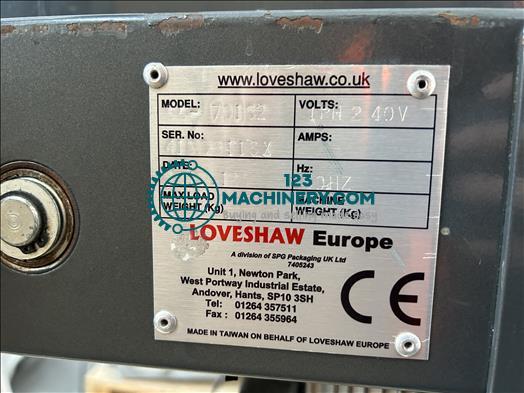 www.loveshaw.co.uk
MODEL: VOLTS: 1PH 240V
SER. No: AMPS:
DATE: Hz:
MAX LOAD WEIGHT (Kg) MACHINE WEIGHT (Kg)
123
MACHINERY.COM
LOVESHAW Europe
A division of SPG Packaging UK Ltd
7405243
Unit 1, Newton Park,
West Portway Industrial Estate,
Andover, Hants, SP10 3SH
Tel: 01264 357511
Fax: 01264 355964
CE
MADE IN TAIWAN ON BEHALF OF LOVESHAW EUROPE